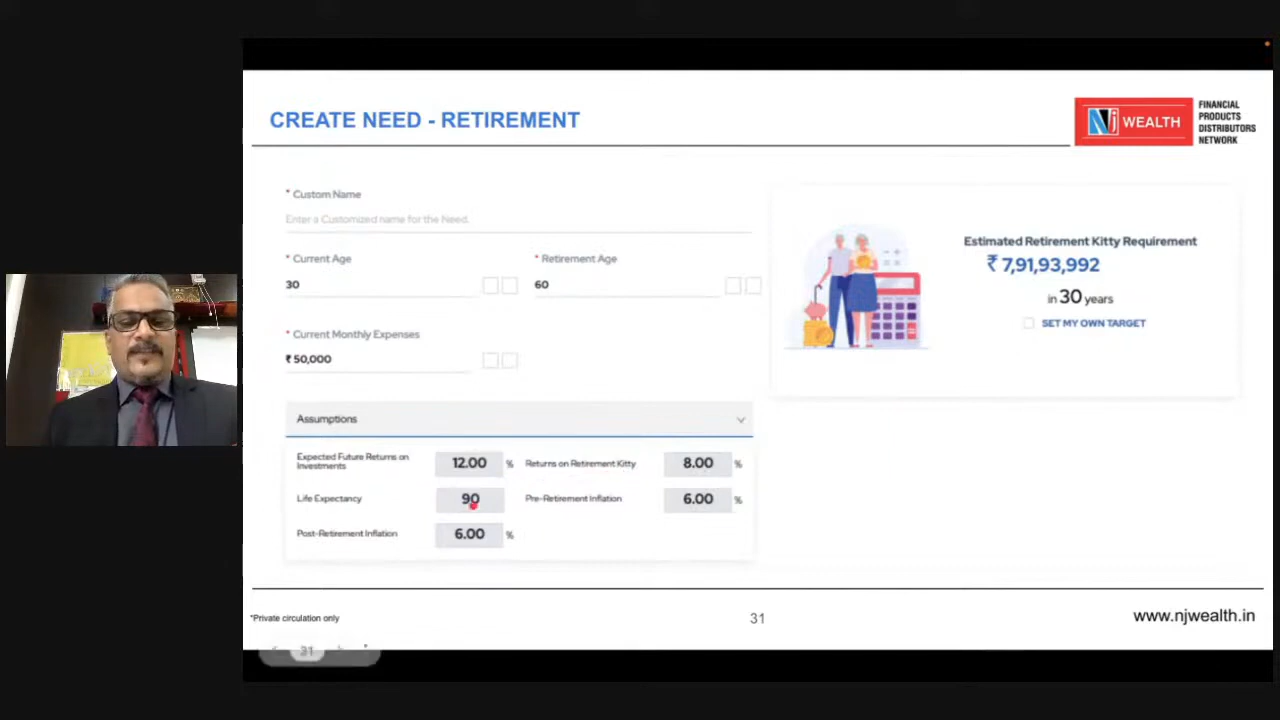 CREATE NEED - RETIREMENT
NJ WEALTH
FINANCIAL
PRODUCTS
DISTRIBUTORS
NETWORK
* Custom Name
Enter a Customized name for the Need.
* Current Age
* Retirement Age
30
60
* Current Monthly Expenses
₹ 50,000
Estimated Retirement Kitty Requirement
₹ 7,91,93,992
in 30 years
SET MY OWN TARGET
Assumptions
Expected Future Returns on Investments 12.00 % Returns on Retirement Kitty 8.00 %
Life Expectancy 90 Pre-Retirement Inflation 6.00 %
Post-Retirement Inflation 6.00 %
*Private circulation only
31
www.njwealth.in
31